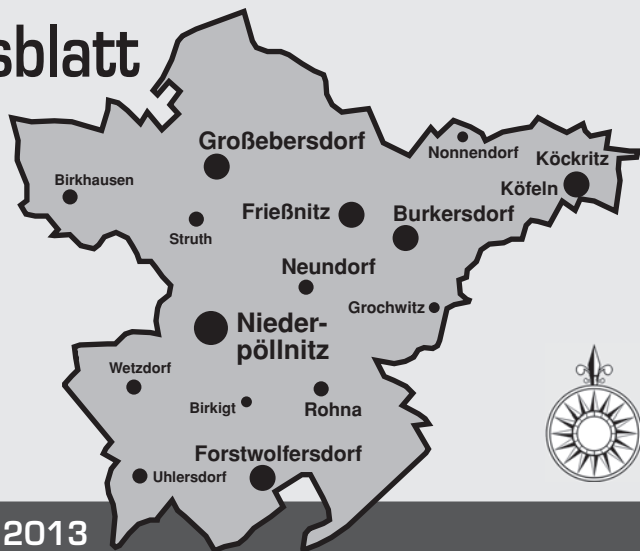 sblatt
Großebersdorf
Nonnendorf
Köckritz
Birkhausen
Köfeln
Frießnitz
Burkersdorf
Struth
Neundorf
Grochwitz
Nieder-
pöllnitz
Wetzdorf
Birkigt
Rohna
Forstwolfersdorf
Uhlersdorf
2013